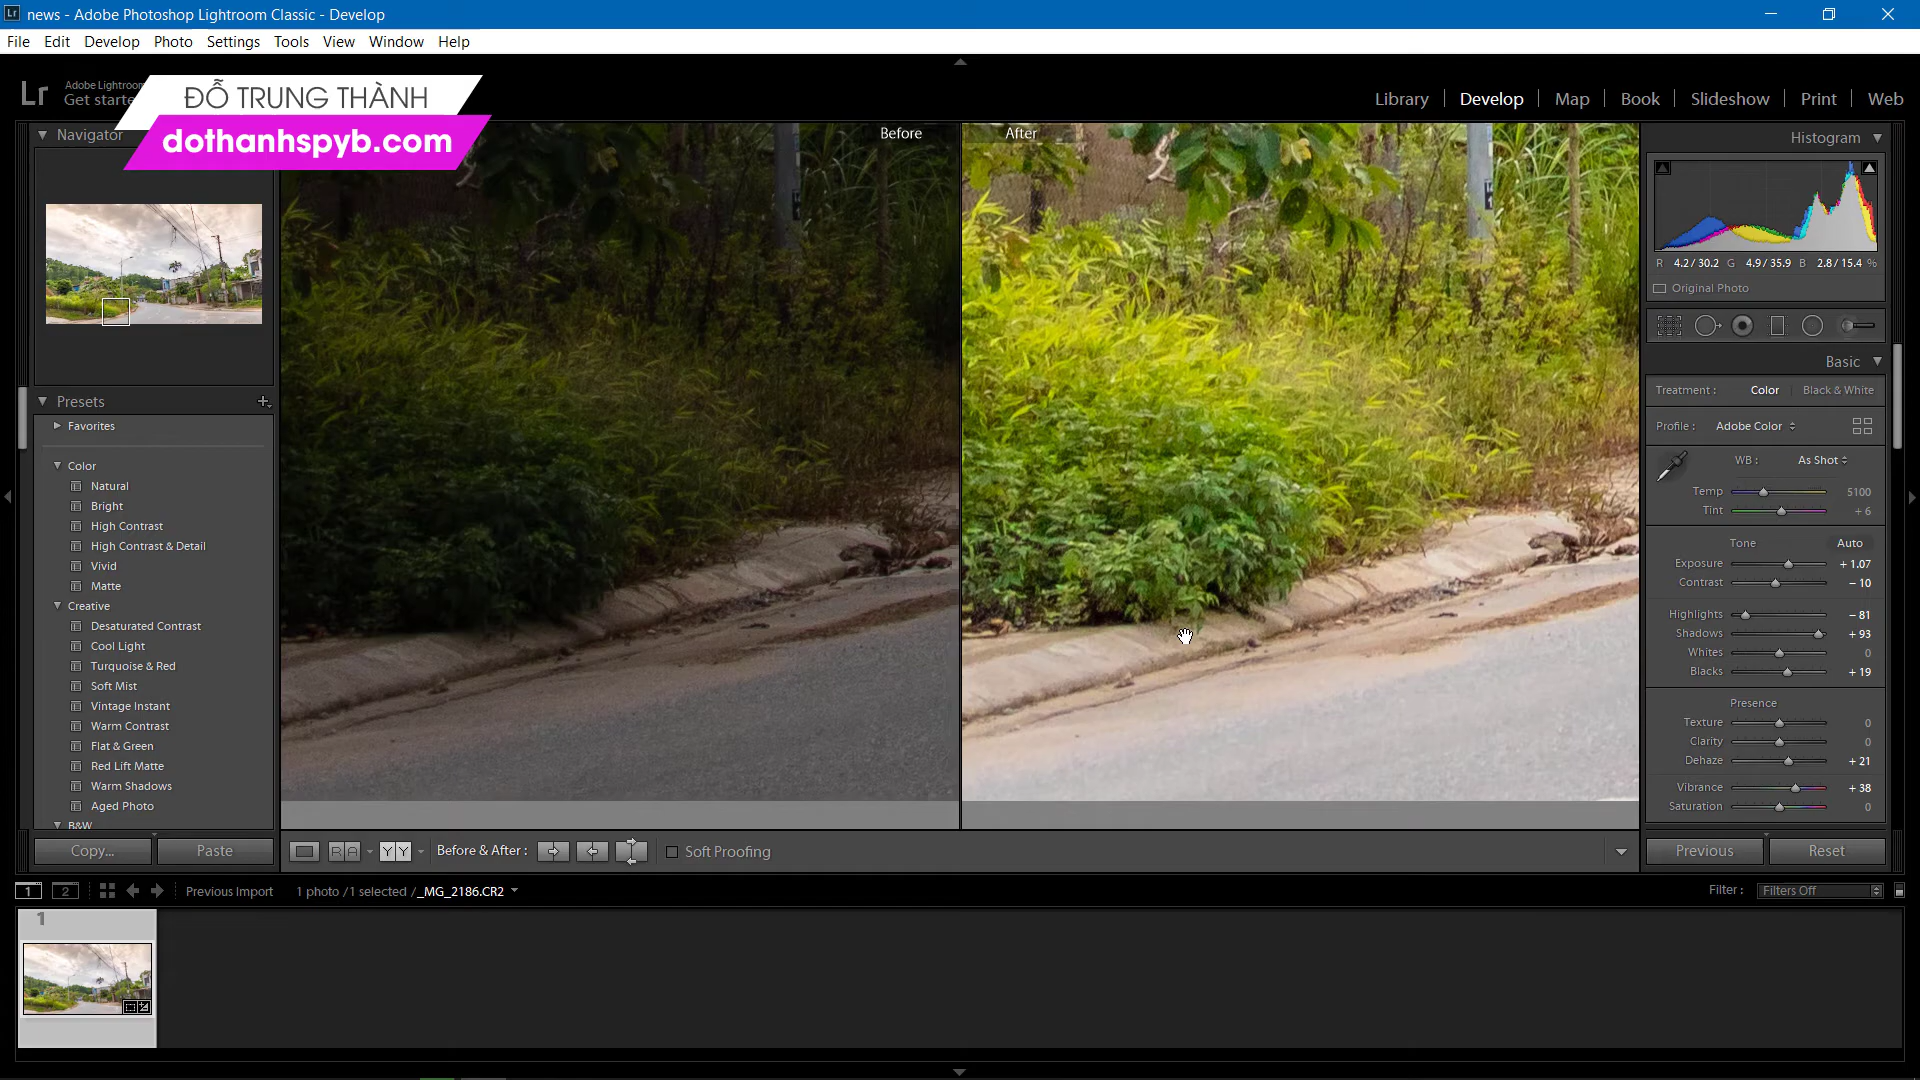 Lr news - Adobe Photoshop Lightroom Classic - Develop
File Edit Develop Photo Settings Tools View Window Help
Lr Adobe Lightroom
Get starte
ĐỖ TRUNG THÀNH
dothanhspyb.com
Library Develop Map Book Slideshow Print Web
Navigator
Before
After
Histogram
R 4.2 / 30.2 G 4.9 / 35.9 B 2.8 / 15.4 %
Original Photo
Basic
Treatment : Color Black & White
Profile : Adobe Color
WB : As Shot
Temp 5100
Tint + 6
Tone Auto
Exposure + 1.07
Contrast – 10
Highlights – 81
Shadows + 93
Whites 0
Blacks + 19
Presence
Texture 0
Clarity 0
Dehaze + 21
Vibrance + 38
Saturation 0
Presets
Favorites
Color
Natural
Bright
High Contrast
High Contrast & Detail
Vivid
Matte
Creative
Desaturated Contrast
Cool Light
Turquoise & Red
Soft Mist
Vintage Instant
Warm Contrast
Flat & Green
Red Lift Matte
Warm Shadows
Aged Photo
B&W
Copy... Paste
R A Y Y Before & After : Soft Proofing
Previous Reset
1 2 Previous Import 1 photo / 1 selected / _MG_2186.CR2
Filter : Filters Off
1